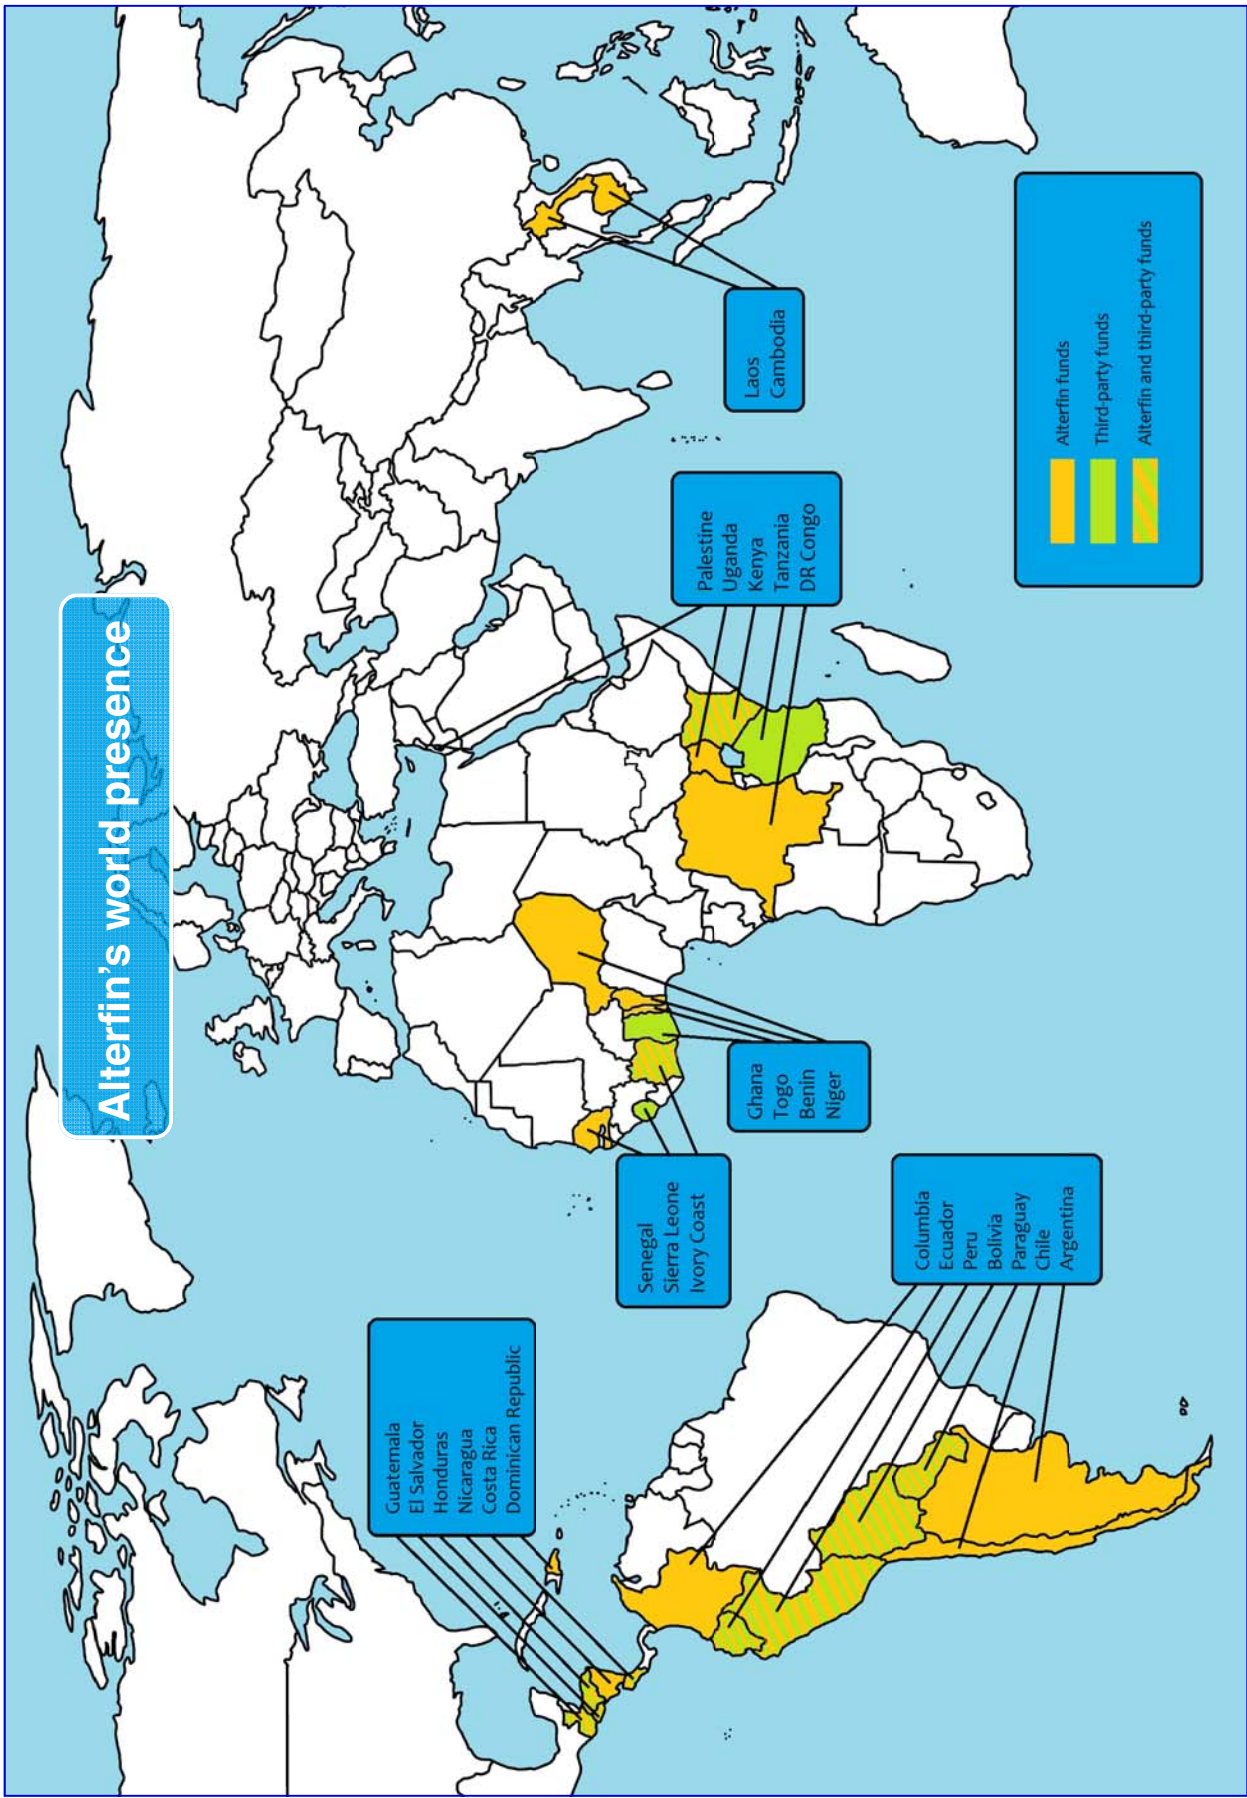 Alterfin's world presence
Guatemala
El Salvador
Honduras
Nicaragua
Costa Rica
Dominican Republic
Columbia
Ecuador
Peru
Bolivia
Paraguay
Chile
Argentina
Senegal
Sierra Leone
Ivory Coast
Ghana
Togo
Benin
Niger
Palestine
Uganda
Kenya
Tanzania
DR Congo
Laos
Cambodia
Alterfin funds
Third-party funds
Alterfin and third-party funds